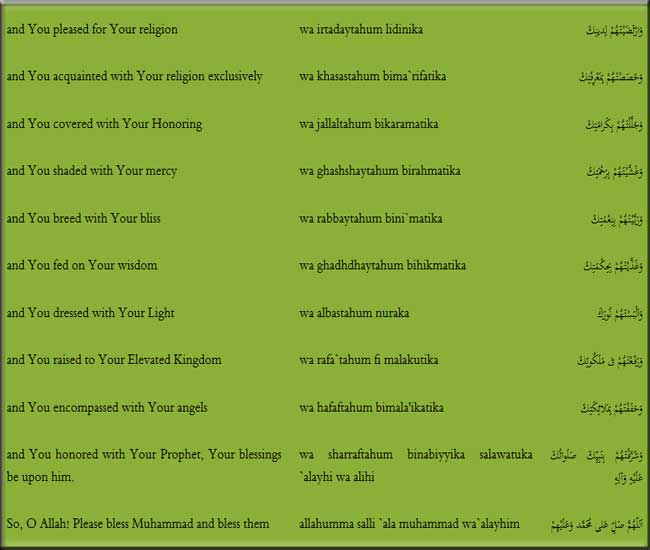 and You pleased for Your religion wa irtadaytahum lidinika وَارْتَضَيْتَهُمْ لِدِينِكَ
and You acquainted with Your religion exclusively wa khasastahum bima`rifatika وَخَصَصْتَهُمْ بِمَعْرِفَتِكَ
and You covered with Your Honoring wa jallaltahum bikaramatika وَجَلَّلْتَهُمْ بِكَرَامَتِكَ
and You shaded with Your mercy wa ghashshaytahum birahmatika وَغَشَّيْتَهُمْ بِرَحْمَتِكَ
and You breed with Your bliss wa rabbaytahum bini`matika وَرَبَّيْتَهُمْ بِنِعْمَتِكَ
and You fed on Your wisdom wa ghadhdhaytahum bihikmatika وَغَذَّيْتَهُمْ بِحِكْمَتِكَ
and You dressed with Your Light wa albastahum nuraka وَأَلْبَسْتَهُمْ نُورَكَ
and You raised to Your Elevated Kingdom wa rafa`tahum fi malakutika وَرَفَعْتَهُمْ فِي مَلَكُوتِكَ
and You encompassed with Your angels wa hafaftahum bimala'ikatika وَحَفَفْتَهُمْ بِمَلائِكَتِكَ
and You honored with Your Prophet, Your blessings wa sharraftahum binabiyyika salawatuka وَشَرَّفْتَهُمْ بِنَبِيِّكَ صَلَوَاتُكَ
be upon him. `alayhi wa alihi عَلَيْهِ وَآلِهِ
So, O Allah! Please bless Muhammad and bless them allahumma salli `ala muhammad wa`alayhim اَللَّهُمَّ صَلِّ عَلَى مُحَمَّد وَعَلَيْهِمْ